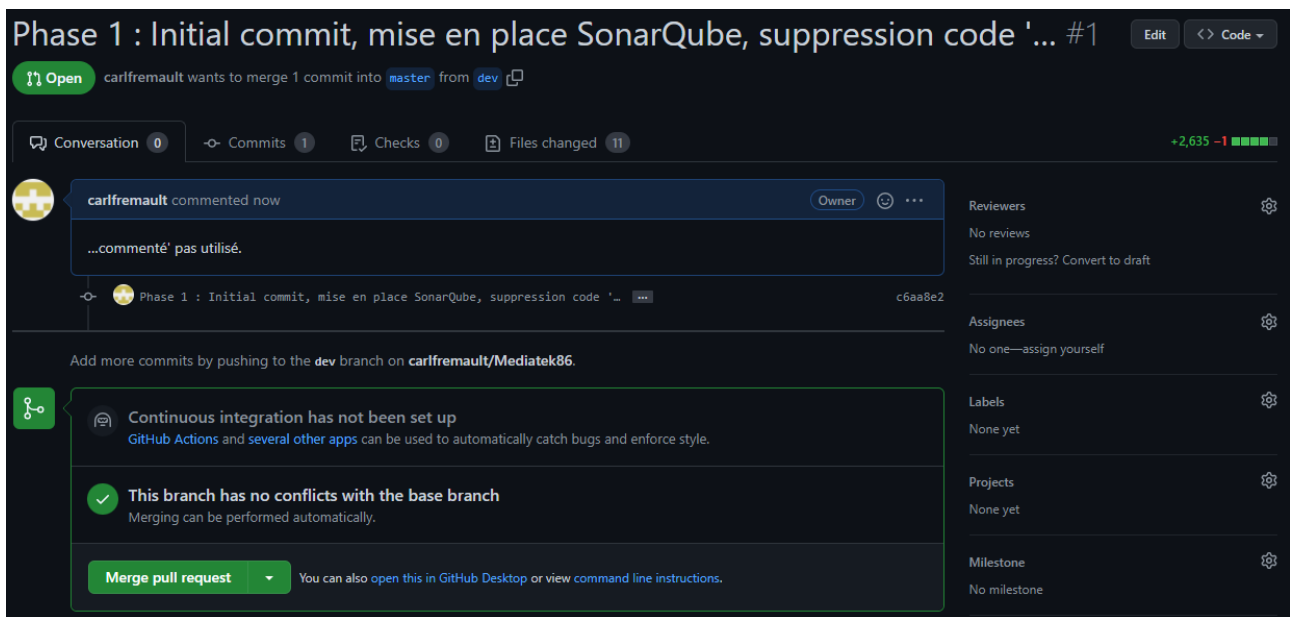 Phase 1 : Initial commit, mise en place SonarQube, suppression code '... #1
Edit
Code
Open
carlfremault wants to merge 1 commit into master from dev
Conversation 0
Commits 1
Checks 0
Files changed 11
+2,635 −1
carlfremault commented now
Owner
...commenté' pas utilisé.
Phase 1 : Initial commit, mise en place SonarQube, suppression code '…
c6aa8e2
Add more commits by pushing to the dev branch on carlfremault/Mediatek86.
Continuous integration has not been set up
GitHub Actions and several other apps can be used to automatically catch bugs and enforce style.
This branch has no conflicts with the base branch
Merging can be performed automatically.
Merge pull request
You can also open this in GitHub Desktop or view command line instructions.
Reviewers
No reviews
Still in progress? Convert to draft
Assignees
No one—assign yourself
Labels
None yet
Projects
None yet
Milestone
No milestone